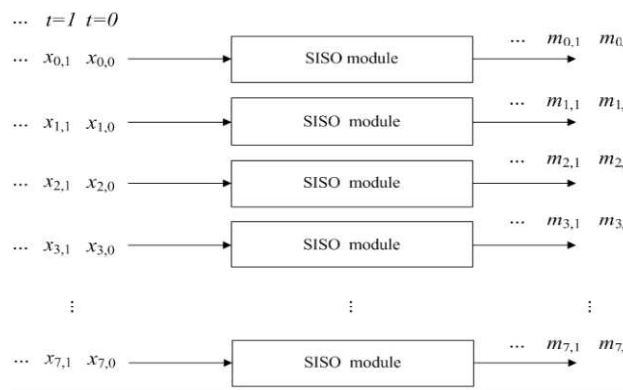 ... t=1 t=0
... m0,1 m0,
... x0,1 x0,0 SISO module
... m1,1 m1,
... x1,1 x1,0 SISO module
... m2,1 m2,
... x2,1 x2,0 SISO module
... m3,1 m3,
... x3,1 x3,0 SISO module
⋮ ⋮ ⋮
... m7,1 m7,
... x7,1 x7,0 SISO module